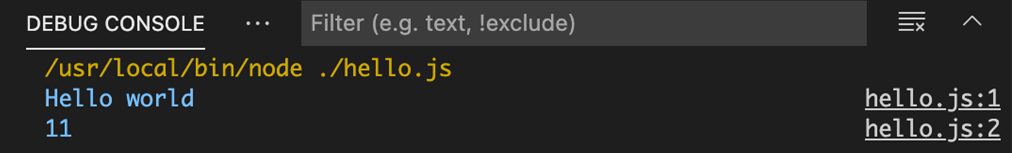 DEBUG CONSOLE ··· Filter (e.g. text, !exclude)
/usr/local/bin/node ./hello.js
Hello world hello.js:1
11 hello.js:2